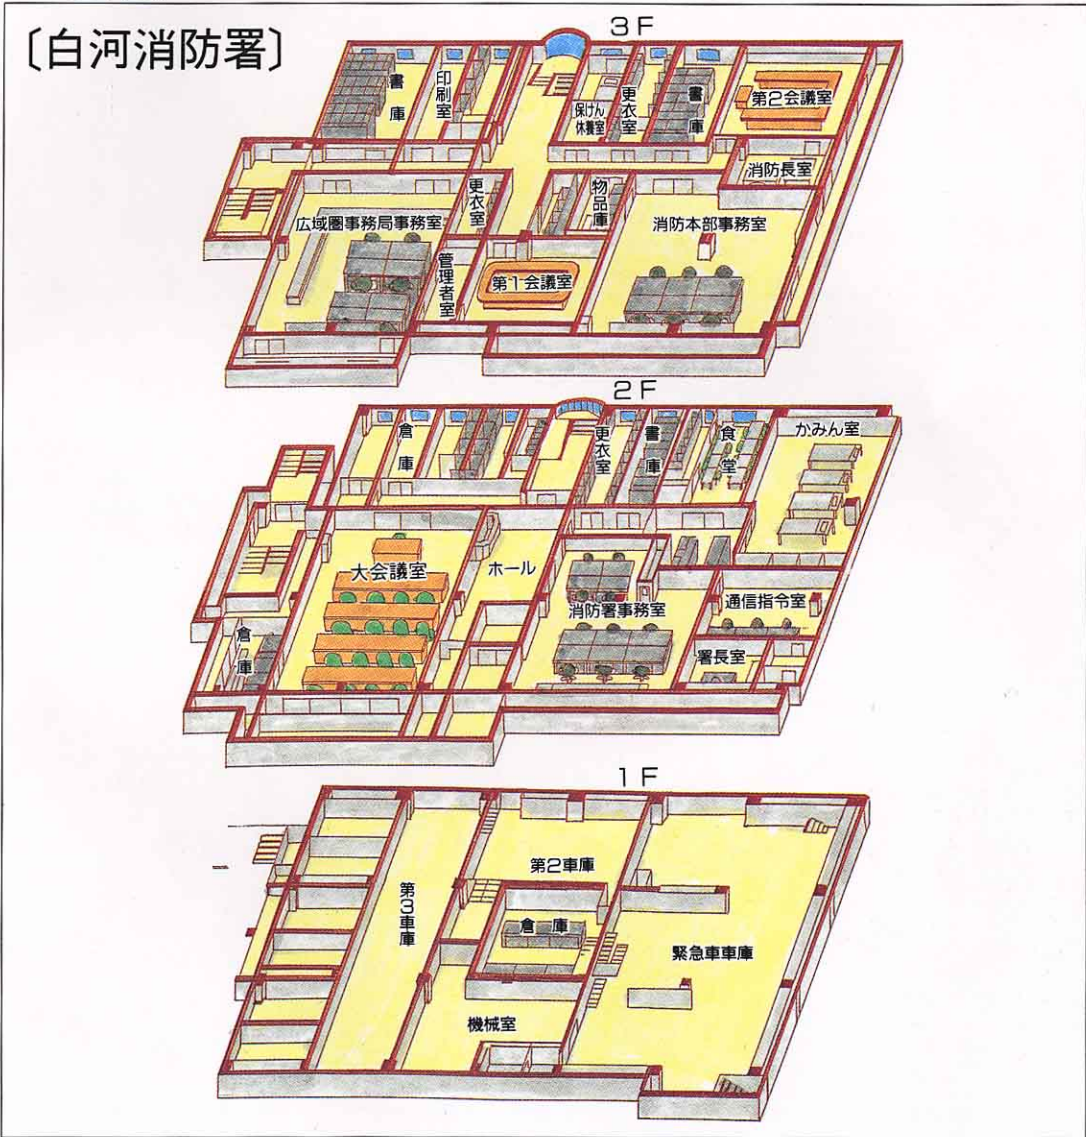 〔白河消防署〕
3F
書庫
印刷室
保けん
休養室
更衣室
書庫
第2会議室
消防長室
広域圏事務局事務室
更衣室
管理者室
第1会議室
物品庫
消防本部事務室
2F
倉庫
更衣室
書庫
食堂
かみん室
大会議室
ホール
消防署事務室
通信指令室
署長室
倉庫
1F
第3車庫
第2車庫
倉庫
緊急車車庫
機械室